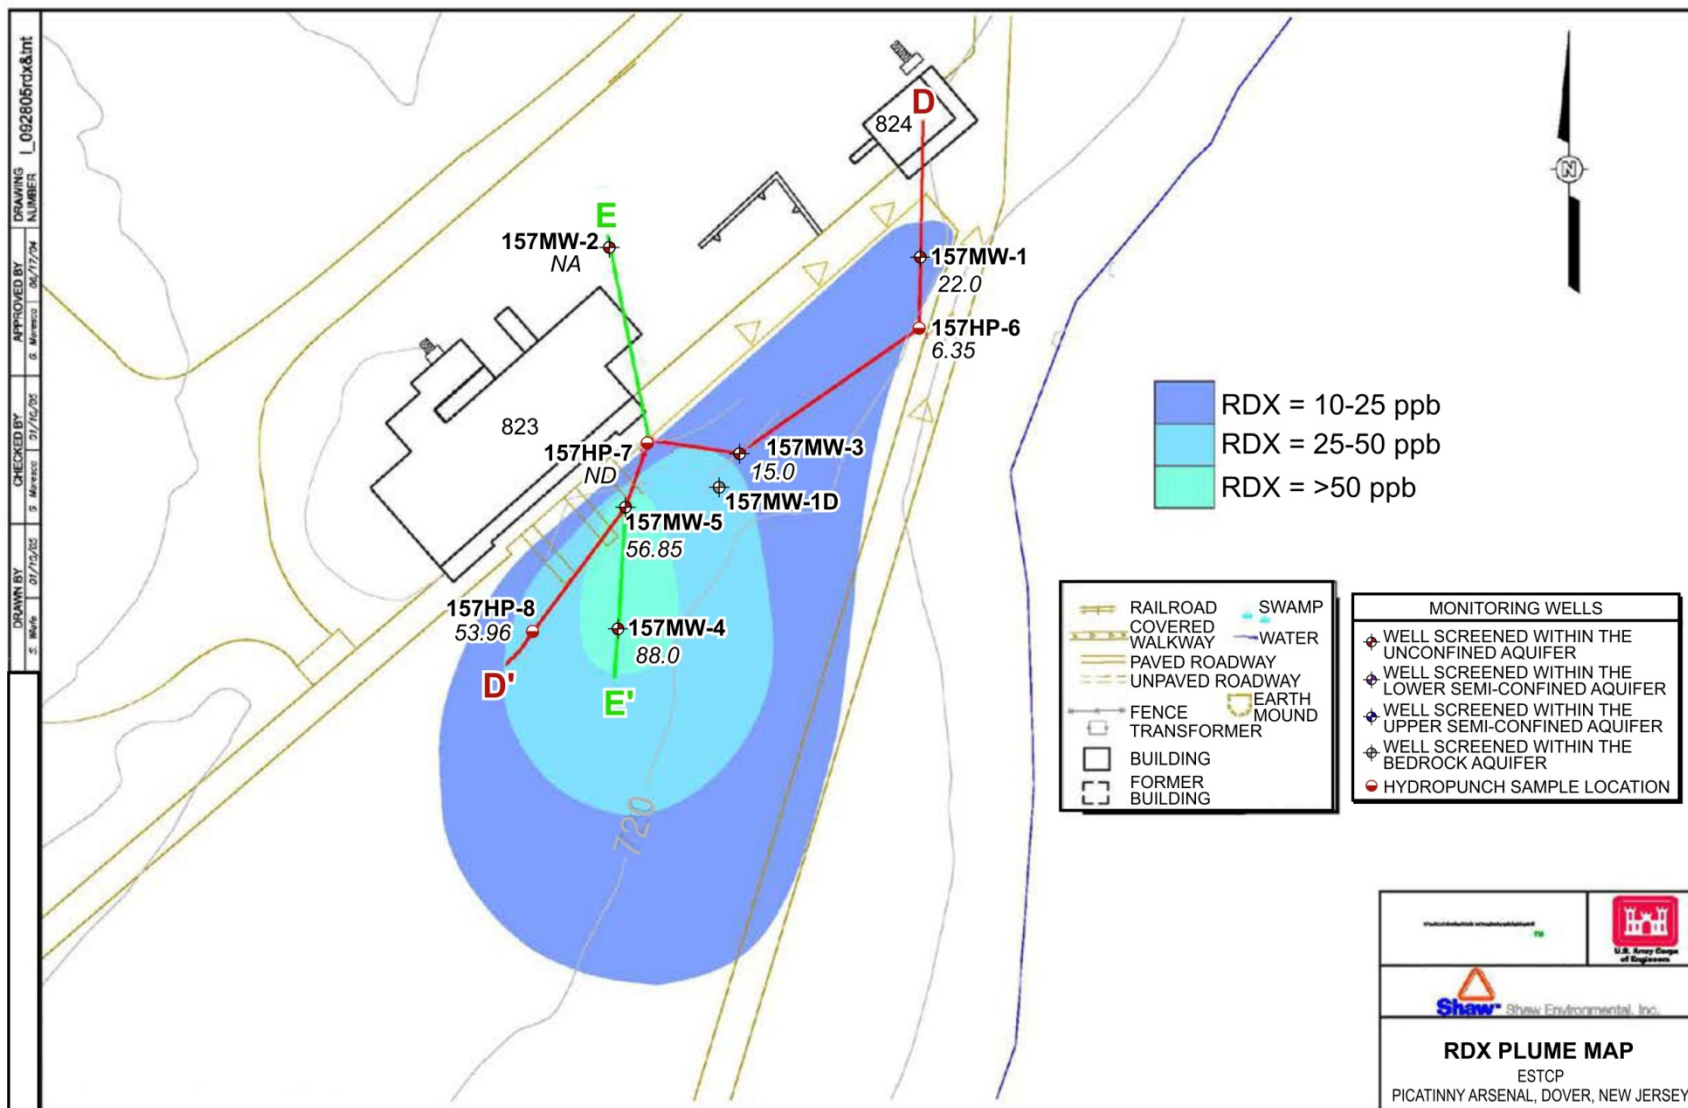 DRAWING NUMBER
L_092805rdx&tnt
APPROVED BY
CHECKED BY
DRAWN BY
D
824
E
157MW-2
NA
157MW-1
22.0
157HP-6
6.35
823
157HP-7
ND
157MW-3
15.0
157MW-1D
157MW-5
56.85
157HP-8
53.96
157MW-4
88.0
D'
E'
720
N
RDX = 10-25 ppb
RDX = 25-50 ppb
RDX = >50 ppb
RAILROAD
COVERED
WALKWAY
PAVED ROADWAY
UNPAVED ROADWAY
FENCE
TRANSFORMER
BUILDING
FORMER
BUILDING
SWAMP
WATER
EARTH
MOUND
MONITORING WELLS
WELL SCREENED WITHIN THE
UNCONFINED AQUIFER
WELL SCREENED WITHIN THE
LOWER SEMI-CONFINED AQUIFER
WELL SCREENED WITHIN THE
UPPER SEMI-CONFINED AQUIFER
WELL SCREENED WITHIN THE
BEDROCK AQUIFER
HYDROPUNCH SAMPLE LOCATION
TM
U.S. Army Corps
of Engineers
Shaw™ Shaw Environmental, Inc.
RDX PLUME MAP
ESTCP
PICATINNY ARSENAL, DOVER, NEW JERSEY